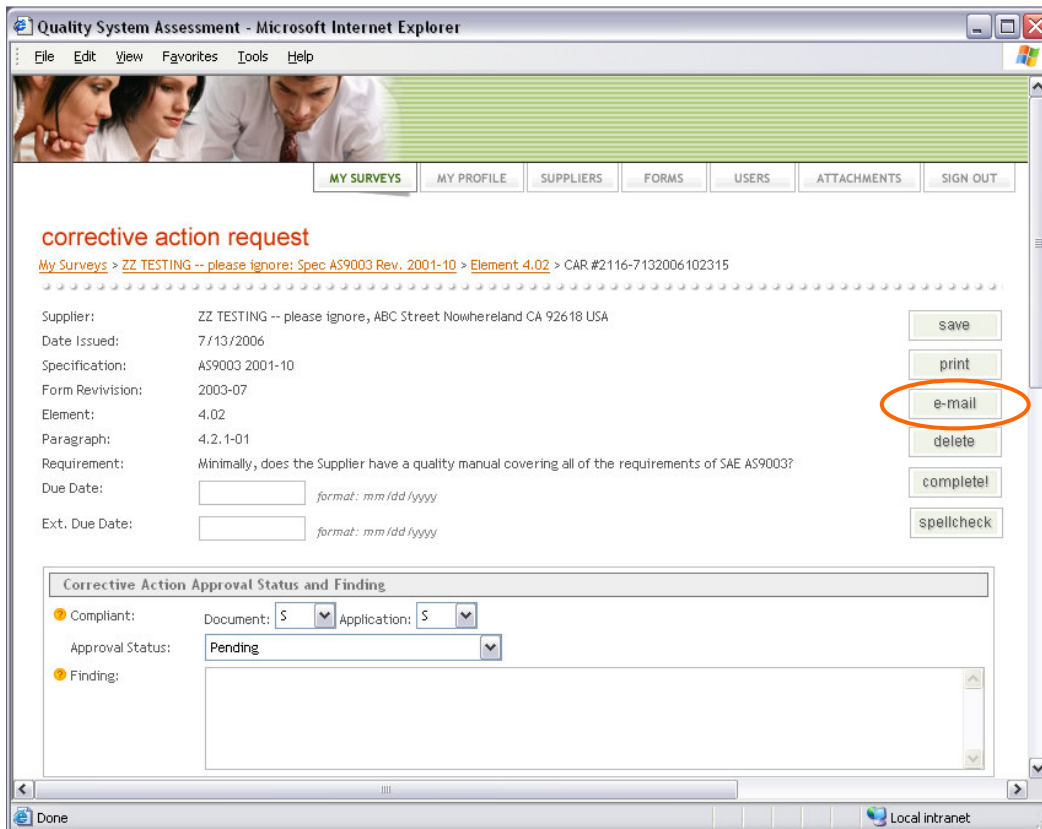 Quality System Assessment - Microsoft Internet Explorer
File Edit View Favorites Tools Help
MY SURVEYS MY PROFILE SUPPLIERS FORMS USERS ATTACHMENTS SIGN OUT
corrective action request
My Surveys > ZZ TESTING -- please ignore: Spec AS9003 Rev. 2001-10 > Element 4.02 > CAR #2116-7132006102315
Supplier: ZZ TESTING -- please ignore, ABC Street Nowhereland CA 92618 USA
save
Date Issued: 7/13/2006
Specification: AS9003 2001-10
print
Form Revivision: 2003-07
e-mail
Element: 4.02
Paragraph: 4.2.1-01
delete
Requirement: Minimally, does the Supplier have a quality manual covering all of the requirements of SAE AS9003?
complete!
Due Date: format: mm/dd/yyyy
Ext. Due Date: format: mm/dd/yyyy
spellcheck
Corrective Action Approval Status and Finding
? Compliant: Document: S Application: S
Approval Status: Pending
? Finding:
Done Local intranet